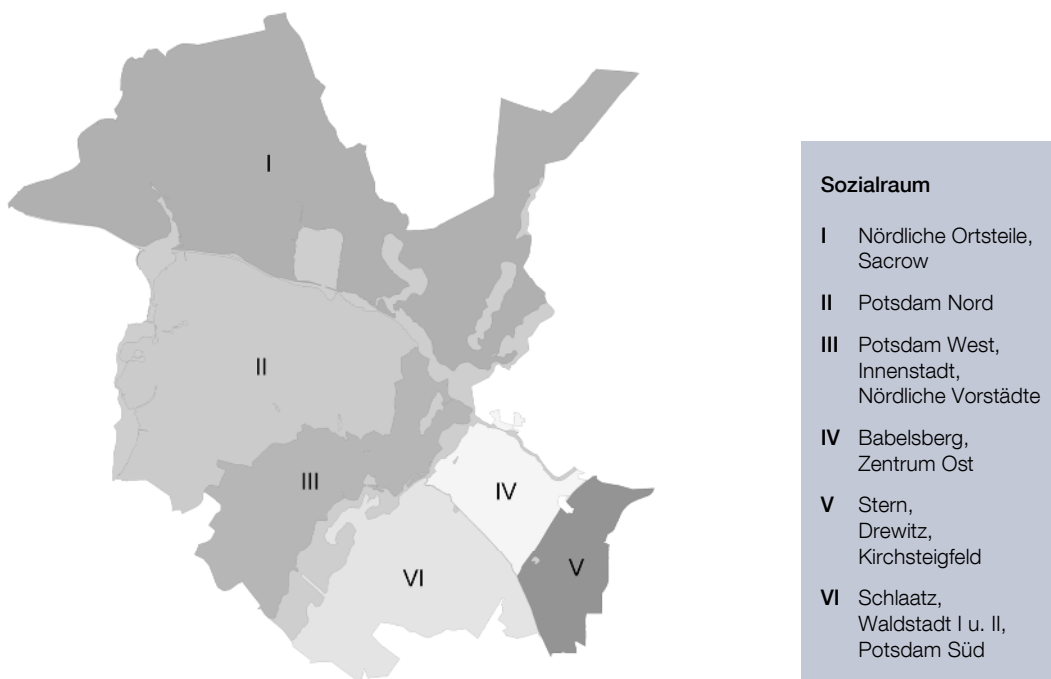 I
II
III
IV
V
VI
Sozialraum
I Nördliche Ortsteile,
Sacrow
II Potsdam Nord
III Potsdam West,
Innenstadt,
Nördliche Vorstädte
IV Babelsberg,
Zentrum Ost
V Stern,
Drewitz,
Kirchsteigfeld
VI Schlaatz,
Waldstadt I u. II,
Potsdam Süd